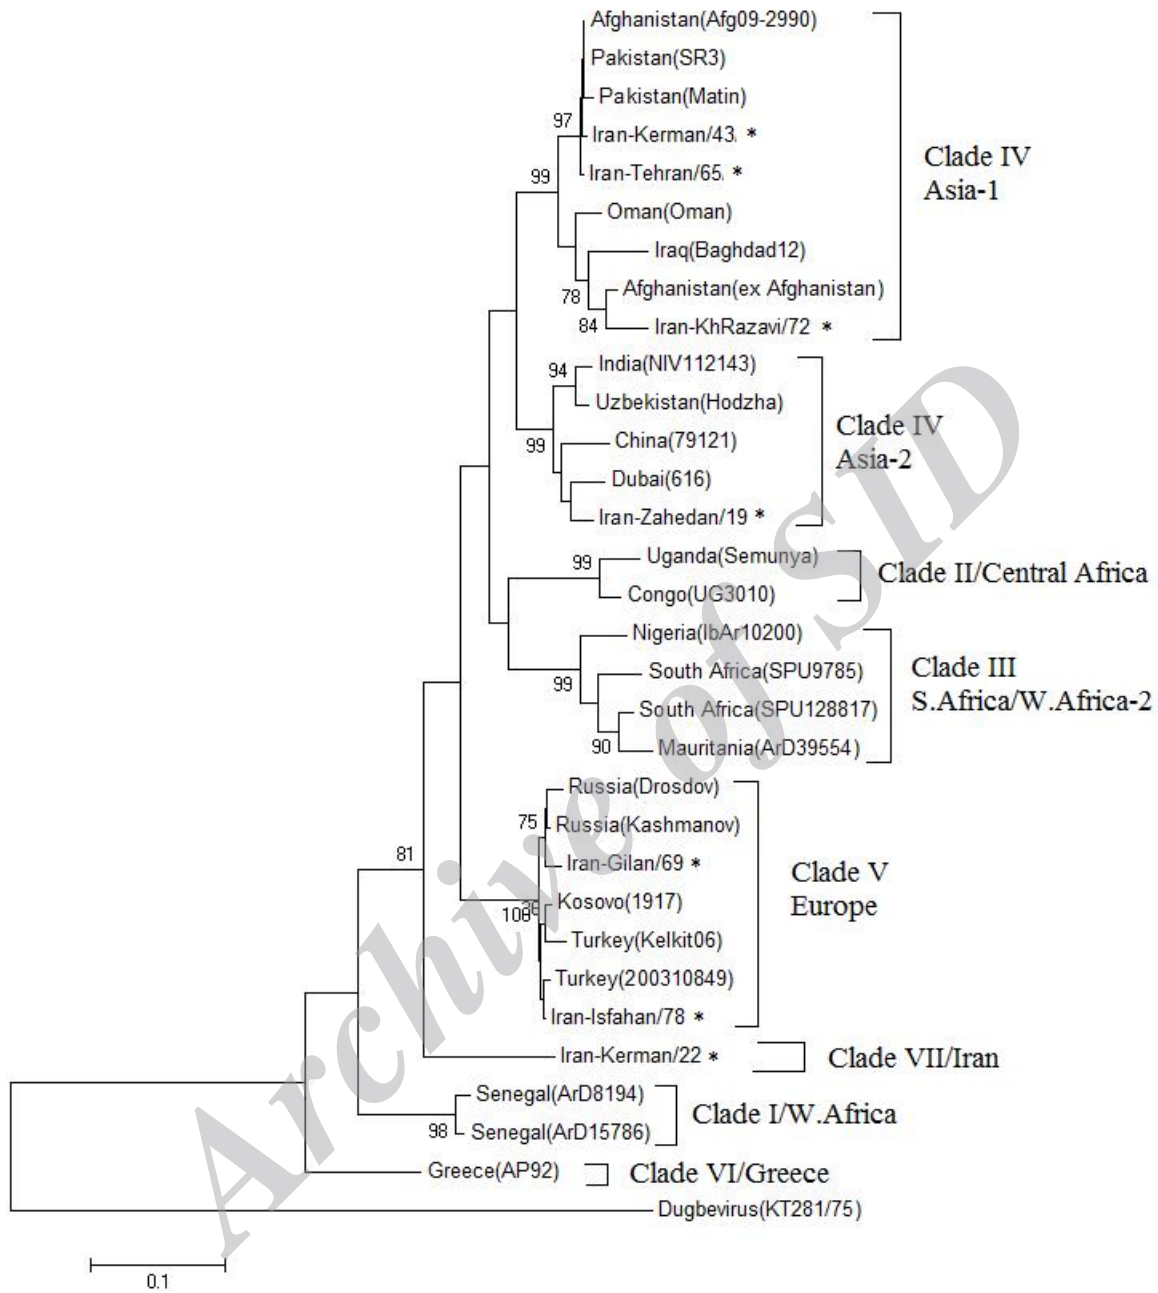 Afghanistan(Afg09-2990)
Pakistan(SR3)
Pakistan(Matin)
97
Iran-Kerman/43. *
Iran-Tehran/65. *
99
Clade IV
Asia-1
Oman(Oman)
Iraq(Baghdad12)
Afghanistan(ex Afghanistan)
78
84
Iran-KhRazavi/72 *
India(NIV112143)
94
Uzbekistan(Hodzha)
Clade IV
Asia-2
China(79121)
99
Dubai(616)
Iran-Zahedan/19 *
Uganda(Semunya)
99
Clade II/Central Africa
Congo(UG3010)
Nigeria(IbAr10200)
South Africa(SPU9785)
99
Clade III
S.Africa/W.Africa-2
South Africa(SPU128817)
90
Mauritania(ArD39554)
Russia(Drosdov)
75
Russia(Kashmanov)
81
Iran-Gilan/69 *
Clade V
Europe
Kosovo(1917)
Turkey(Kelkit06)
Turkey(200310849)
Iran-Isfahan/78 *
Iran-Kerman/22 *
Clade VII/Iran
Senegal(ArD8194)
98
Clade I/W.Africa
Senegal(ArD15786)
Greece(AP92)
Clade VI/Greece
Dugbevirus(KT281/75)
0.1
Archive of SID